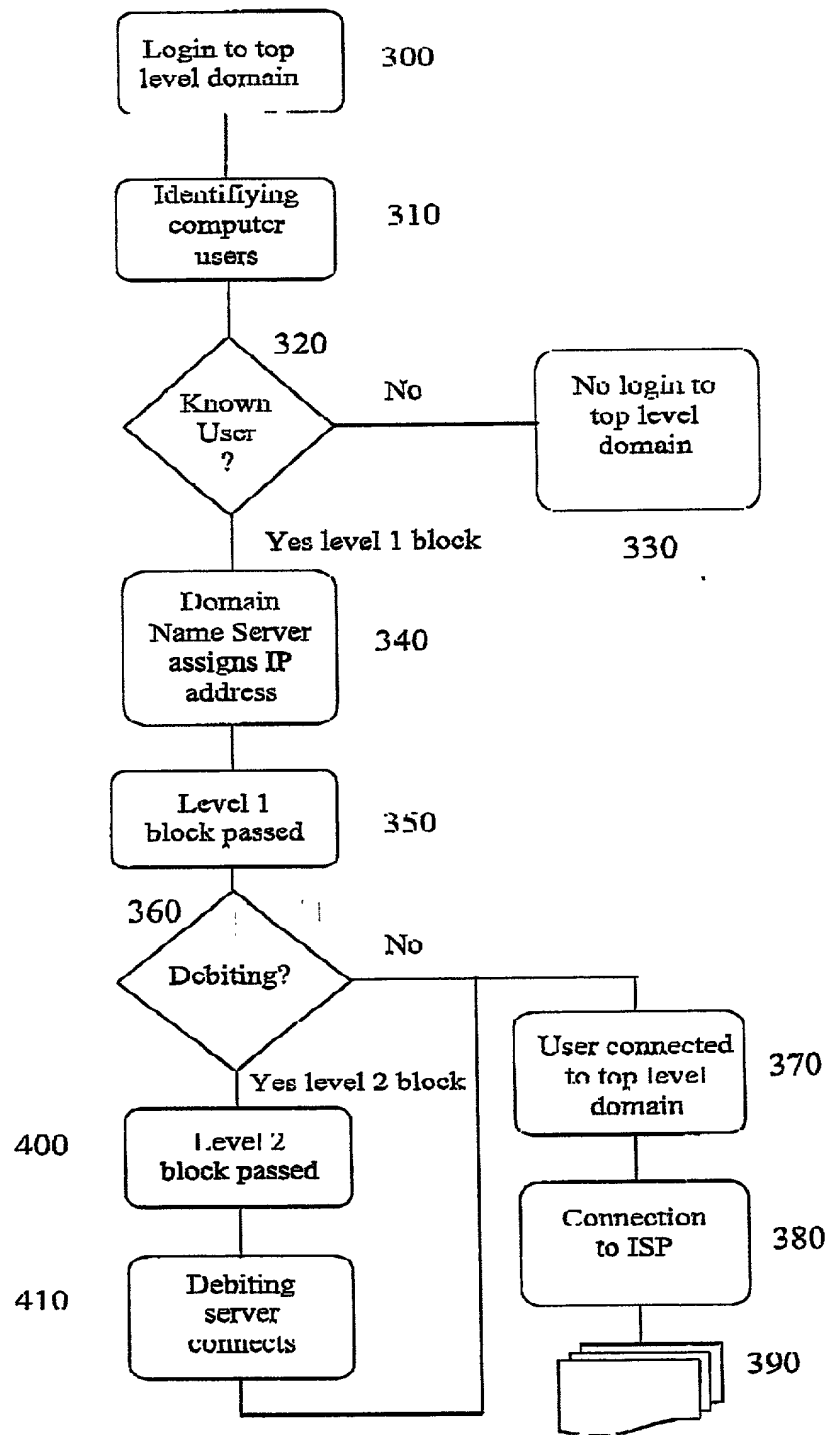 Login to top
level domain
300
Identifiying
computer
users
310
320
Known
User
?
No
No login to
top level
domain
330
Yes level 1 block
Domain
Name Server
assigns IP
address
340
Level 1
block passed
350
360
Debiting?
No
User connected
to top level
domain
370
Yes level 2 block
400
Level 2
block passed
Connection
to ISP
380
410
Debiting
server
connects
390